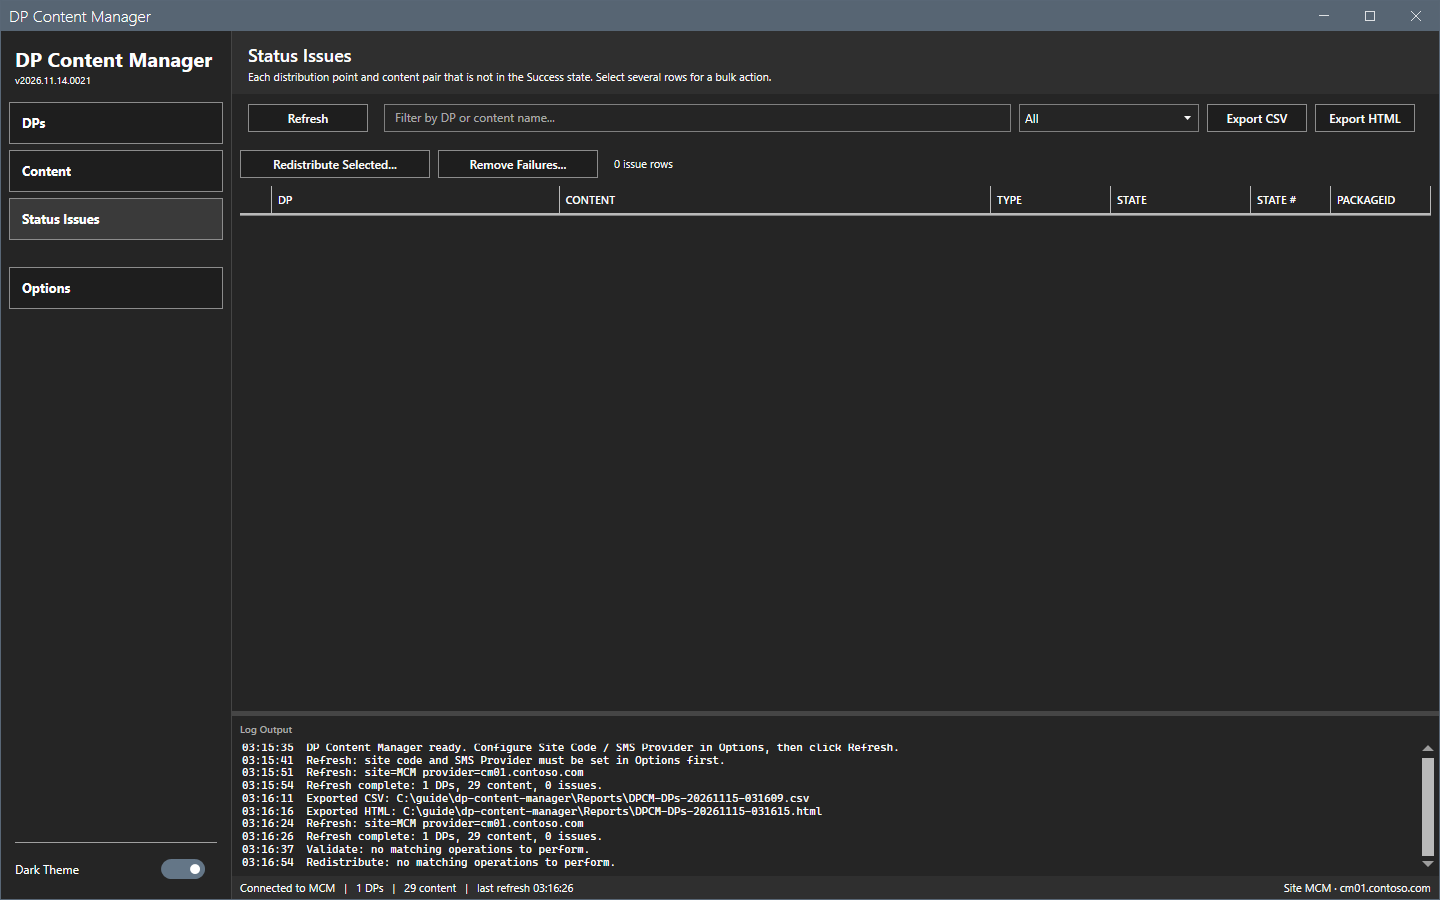 DP Content Manager
DP Content Manager
v2026.11.14.0021
DPs
Content
Status Issues
Options
Dark Theme
Status Issues
Each distribution point and content pair that is not in the Success state. Select several rows for a bulk action.
Refresh
Filter by DP or content name...
All
Export CSV
Export HTML
Redistribute Selected...
Remove Failures...
0 issue rows
DP CONTENT TYPE STATE STATE # PACKAGEID
Log Output
03:15:35 DP Content Manager ready. Configure Site Code / SMS Provider in Options, then click Refresh.
03:15:41 Refresh: site code and SMS Provider must be set in Options first.
03:15:51 Refresh: site=MCM provider=cm01.contoso.com
03:15:54 Refresh complete: 1 DPs, 29 content, 0 issues.
03:16:11 Exported CSV: C:\guide\dp-content-manager\Reports\DPCM-DPs-20261115-031609.csv
03:16:16 Exported HTML: C:\guide\dp-content-manager\Reports\DPCM-DPs-20261115-031615.html
03:16:24 Refresh: site=MCM provider=cm01.contoso.com
03:16:26 Refresh complete: 1 DPs, 29 content, 0 issues.
03:16:37 Validate: no matching operations to perform.
03:16:54 Redistribute: no matching operations to perform.
Connected to MCM | 1 DPs | 29 content | last refresh 03:16:26
Site MCM · cm01.contoso.com